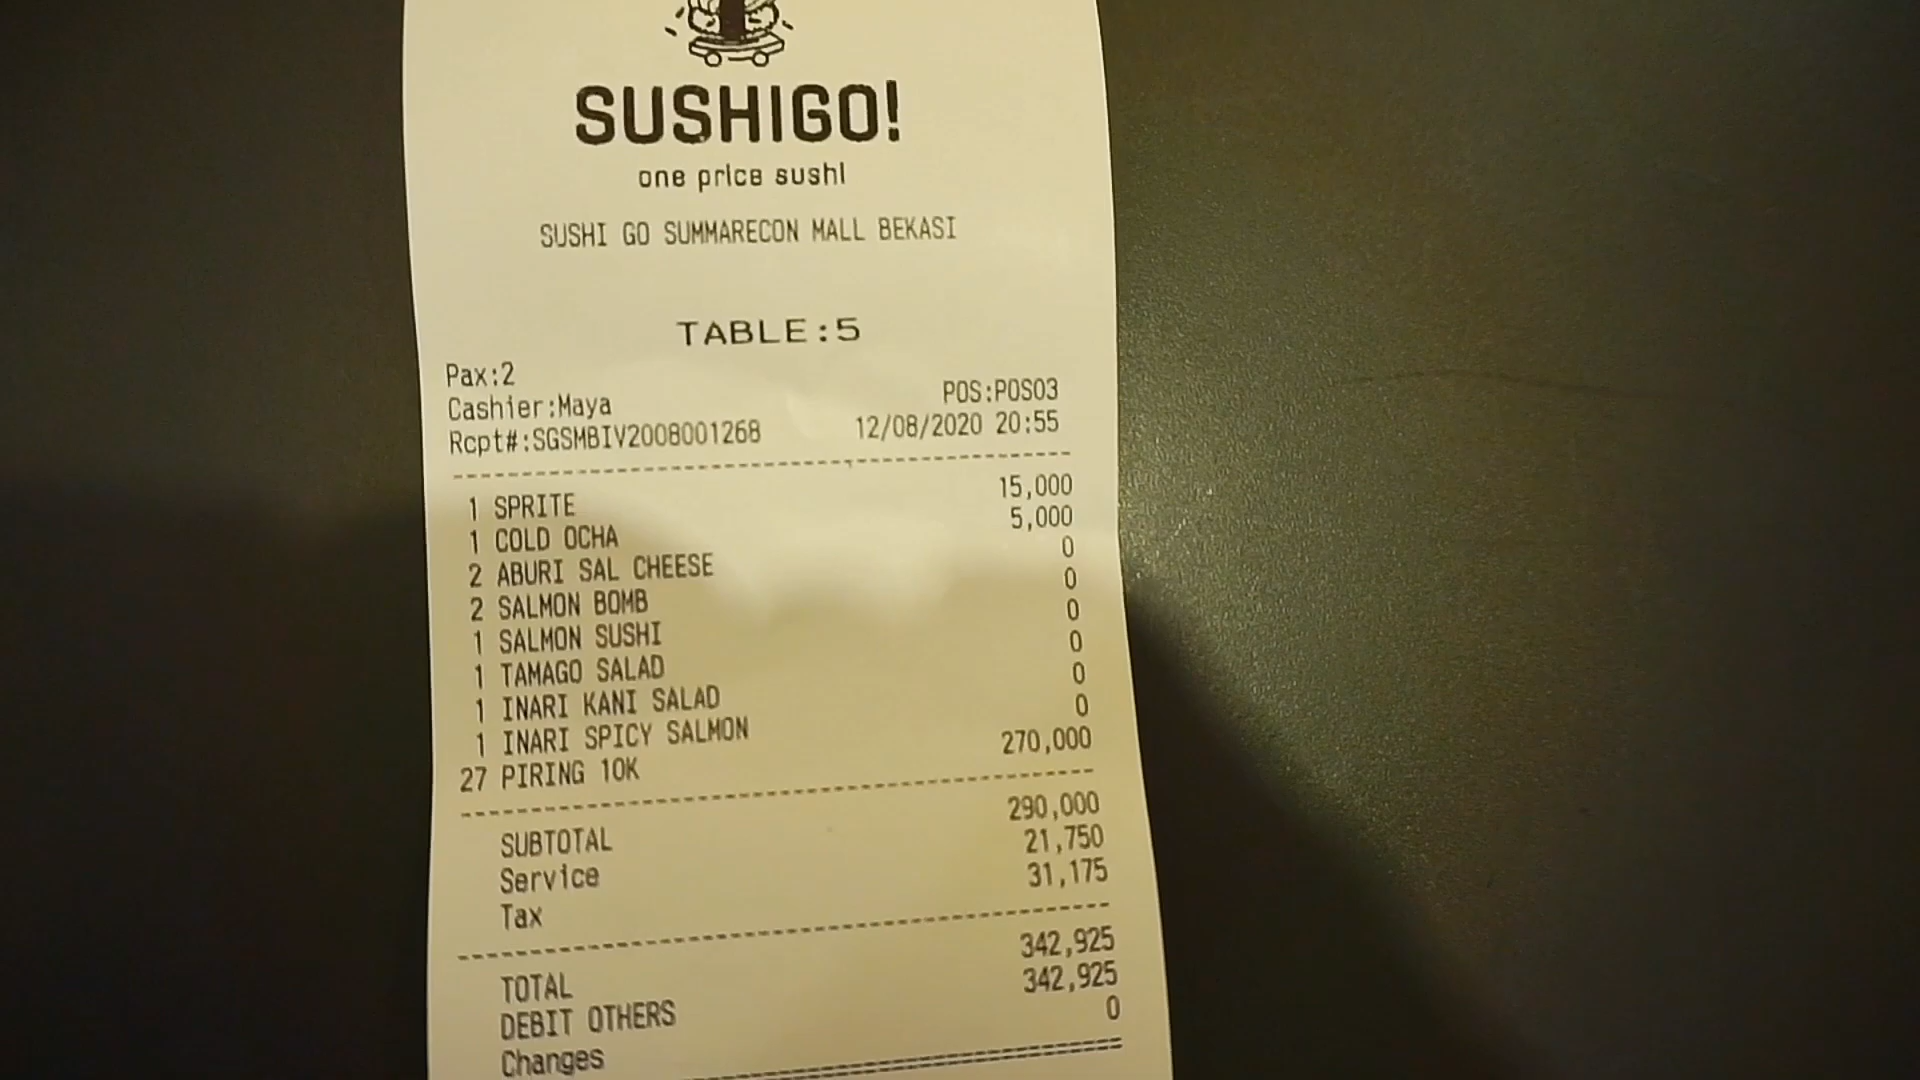 SUSHIGO!
one price sushi
SUSHI GO SUMMARECON MALL BEKASI
TABLE:5
Pax:2
Cashier:Maya POS:POS03
Rcpt#:SGSMBIV2008001268 12/08/2020 20:55
1 SPRITE 15,000
1 COLD OCHA 5,000
2 ABURI SAL CHEESE 0
2 SALMON BOMB 0
1 SALMON SUSHI 0
1 TAMAGO SALAD 0
1 INARI KANI SALAD 0
1 INARI SPICY SALMON 0
27 PIRING 10K 270,000
SUBTOTAL 290,000
Service 21,750
Tax 31,175
TOTAL 342,925
DEBIT OTHERS 342,925
Changes 0